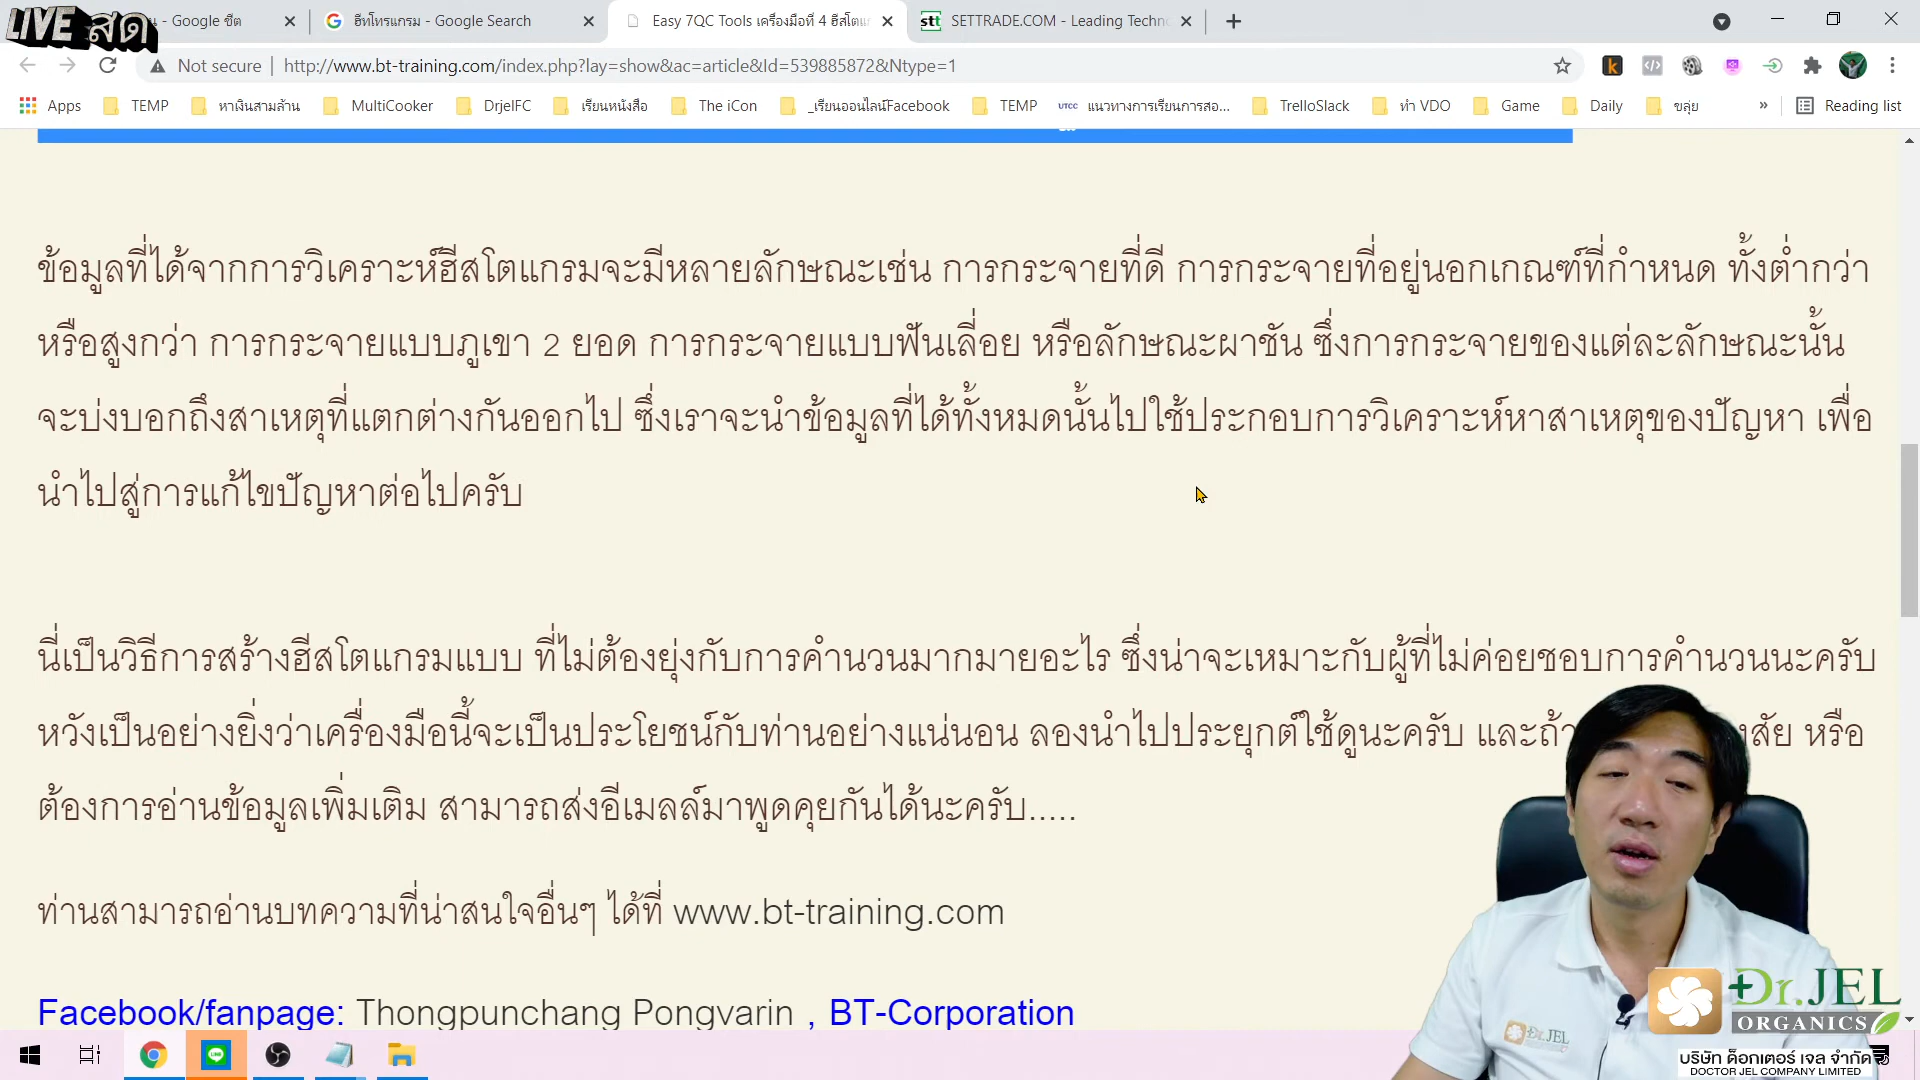 LIVE สด
น - Google ชีต
ฮีทโทรแกรม - Google Search
Easy 7QC Tools เครื่องมือที่ 4 ฮีสโตแก
stt SETTRADE.COM - Leading Techn
Not secure
http://www.bt-training.com/index.php?lay=show&ac=article&Id=539885872&Ntype=1
Apps
TEMP
หาเงินสามล้าน
MultiCooker
DrjelFC
เรียนหนังสือ
The iCon
_เรียนออนไลน์Facebook
TEMP
UTCC แนวทางการเรียนการสอ...
TrelloSlack
ทำ VDO
Game
Daily
ขลุ่ย
»
Reading list
ข้อมูลที่ได้จากการวิเคราะห์ฮีสโตแกรมจะมีหลายลักษณะเช่น การกระจายที่ดี การกระจายที่อยู่นอกเกณฑ์ที่กำหนด ทั้งต่ำกว่า
หรือสูงกว่า การกระจายแบบภูเขา 2 ยอด การกระจายแบบฟันเลื่อย หรือลักษณะผาชัน ซึ่งการกระจายของแต่ละลักษณะนั้น
จะบ่งบอกถึงสาเหตุที่แตกต่างกันออกไป ซึ่งเราจะนำข้อมูลที่ได้ทั้งหมดนั้นไปใช้ประกอบการวิเคราะห์หาสาเหตุของปัญหา เพื่อ
นำไปสู่การแก้ไขปัญหาต่อไปครับ
นี่เป็นวิธีการสร้างฮีสโตแกรมแบบ ที่ไม่ต้องยุ่งกับการคำนวนมากมายอะไร ซึ่งน่าจะเหมาะกับผู้ที่ไม่ค่อยชอบการคำนวนนะครับ
หวังเป็นอย่างยิ่งว่าเครื่องมือนี้จะเป็นประโยชน์กับท่านอย่างแน่นอน ลองนำไปประยุกต์ใช้ดูนะครับ และถ้า งสัย หรือ
ต้องการอ่านข้อมูลเพิ่มเติม สามารถส่งอีเมลล์มาพูดคุยกันได้นะครับ.....
ท่านสามารถอ่านบทความที่น่าสนใจอื่นๆ ได้ที่ www.bt-training.com
Facebook/fanpage: Thongpunchang Pongvarin , BT-Corporation
Dr.JEL
Dr.JEL
ORGANICS
บริษัท ด็อกเตอร์ เจล จำกัด
DOCTOR JEL COMPANY LIMITED